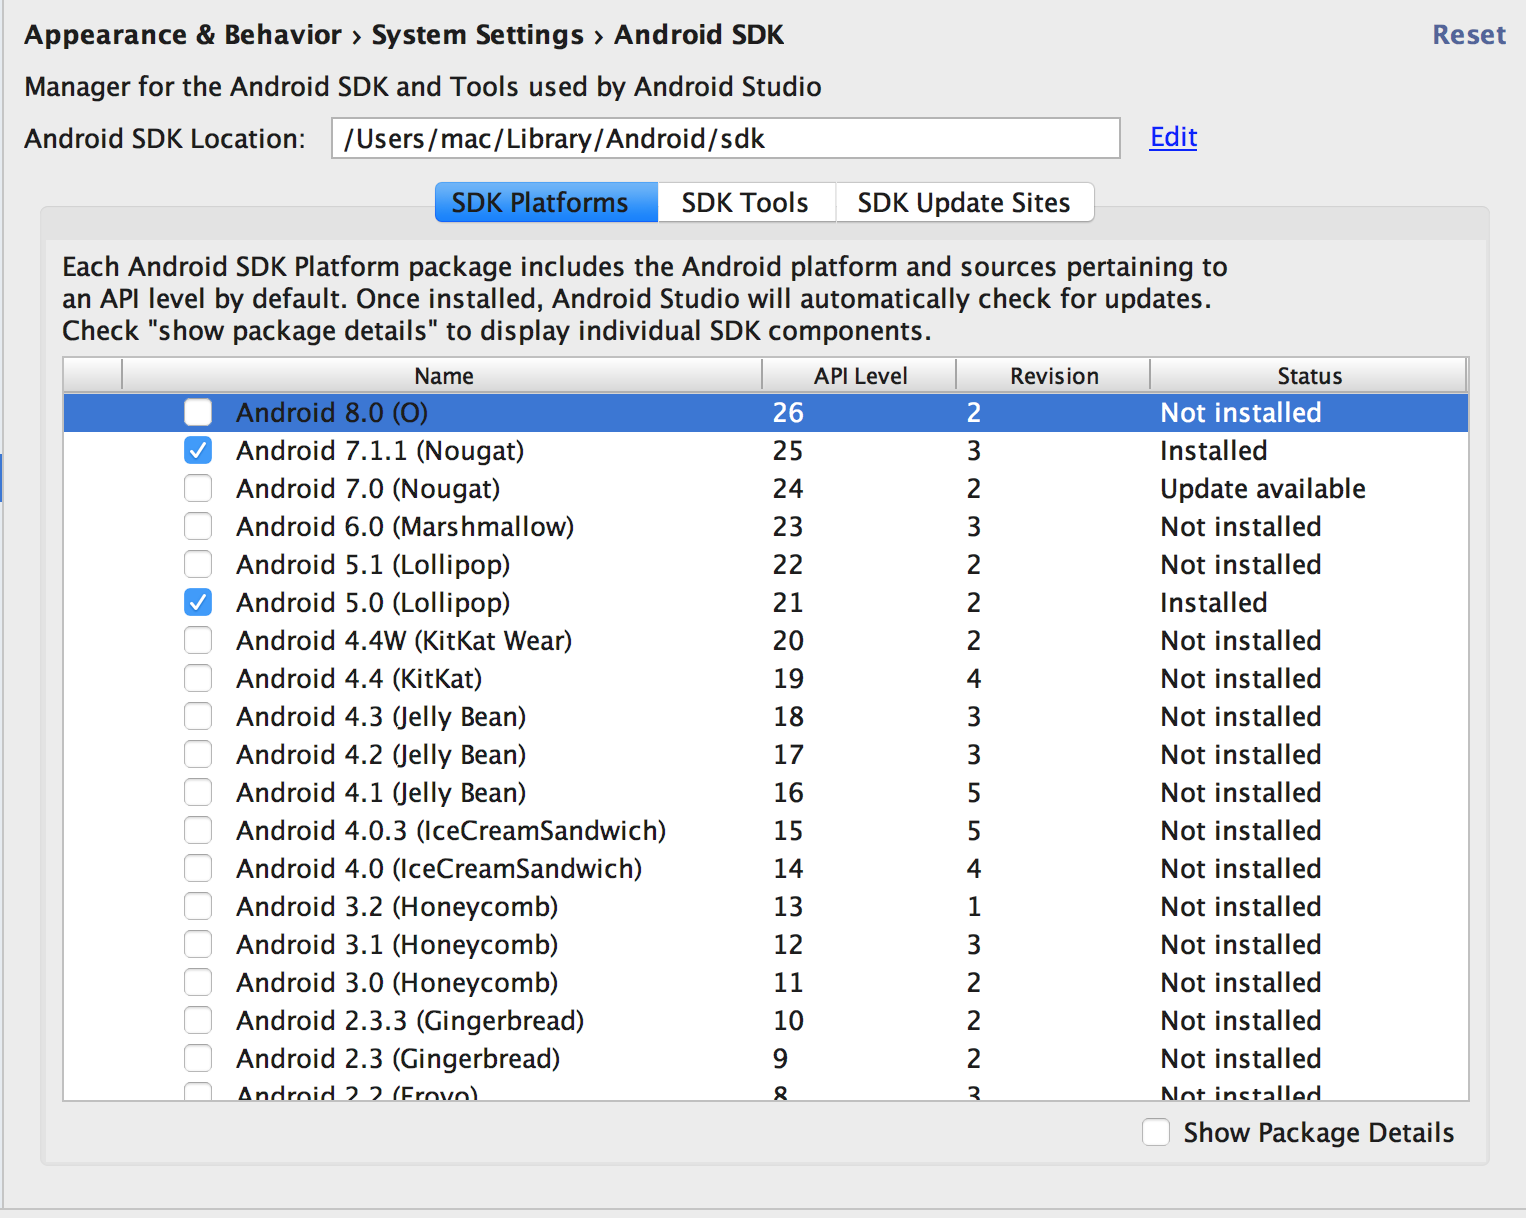 Appearance & Behavior › System Settings › Android SDK Reset
Manager for the Android SDK and Tools used by Android Studio
Android SDK Location: /Users/mac/Library/Android/sdk Edit
SDK Platforms SDK Tools SDK Update Sites
Each Android SDK Platform package includes the Android platform and sources pertaining to
an API level by default. Once installed, Android Studio will automatically check for updates.
Check "show package details" to display individual SDK components.
Name API Level Revision Status
Android 8.0 (O) 26 2 Not installed
Android 7.1.1 (Nougat) 25 3 Installed
Android 7.0 (Nougat) 24 2 Update available
Android 6.0 (Marshmallow) 23 3 Not installed
Android 5.1 (Lollipop) 22 2 Not installed
Android 5.0 (Lollipop) 21 2 Installed
Android 4.4W (KitKat Wear) 20 2 Not installed
Android 4.4 (KitKat) 19 4 Not installed
Android 4.3 (Jelly Bean) 18 3 Not installed
Android 4.2 (Jelly Bean) 17 3 Not installed
Android 4.1 (Jelly Bean) 16 5 Not installed
Android 4.0.3 (IceCreamSandwich) 15 5 Not installed
Android 4.0 (IceCreamSandwich) 14 4 Not installed
Android 3.2 (Honeycomb) 13 1 Not installed
Android 3.1 (Honeycomb) 12 3 Not installed
Android 3.0 (Honeycomb) 11 2 Not installed
Android 2.3.3 (Gingerbread) 10 2 Not installed
Android 2.3 (Gingerbread) 9 2 Not installed
Android 2.2 (Froyo) 8 3 Not installed
Show Package Details